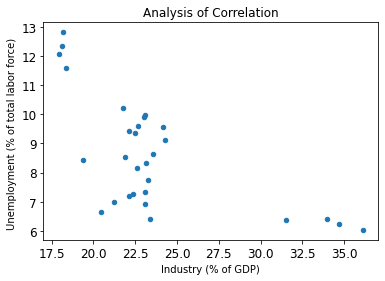 Analysis of Correlation
Unemployment (% of total labor force)
13
12
11
10
9
8
7
6
17.5 20.0 22.5 25.0 27.5 30.0 32.5 35.0
Industry (% of GDP)